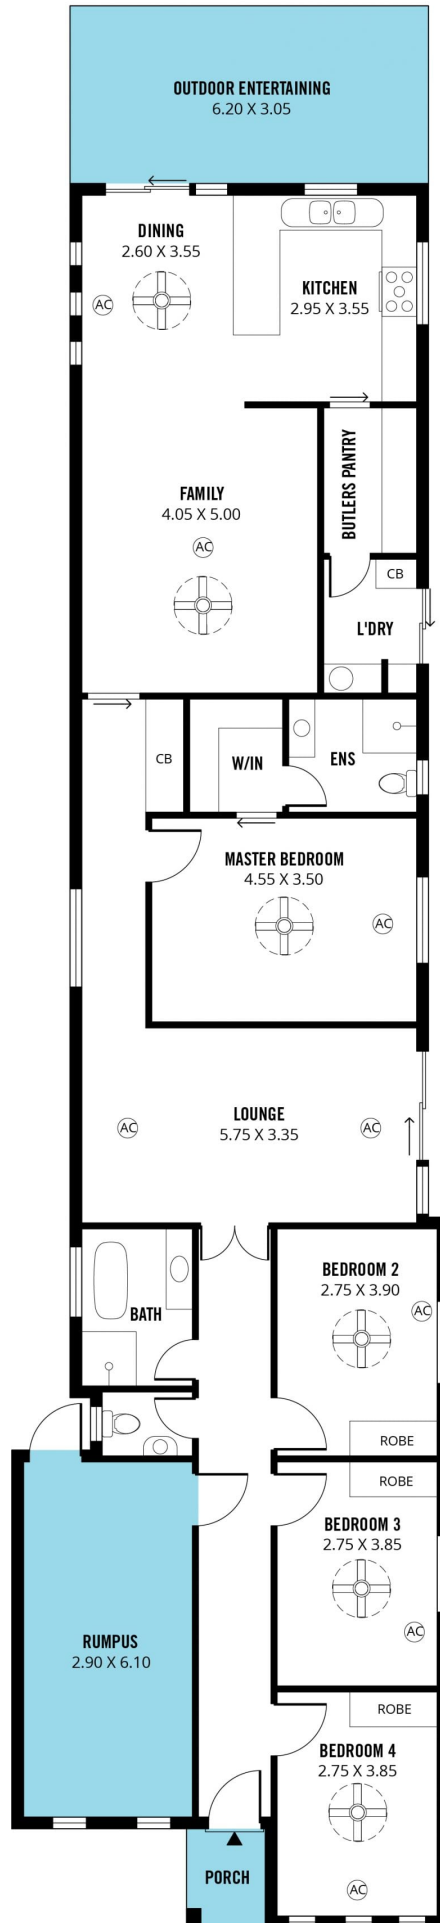 OUTDOOR ENTERTAINING
6.20 X 3.05
DINING
2.60 X 3.55
AC
KITCHEN
2.95 X 3.55
FAMILY
4.05 X 5.00
AC
BUTLERS PANTRY
CB
L'DRY
CB
W/IN
ENS
MASTER BEDROOM
4.55 X 3.50
AC
LOUNGE
5.75 X 3.35
AC
AC
BATH
BEDROOM 2
2.75 X 3.90
AC
ROBE
ROBE
BEDROOM 3
2.75 X 3.85
AC
RUMPUS
2.90 X 6.10
ROBE
BEDROOM 4
2.75 X 3.85
AC
PORCH